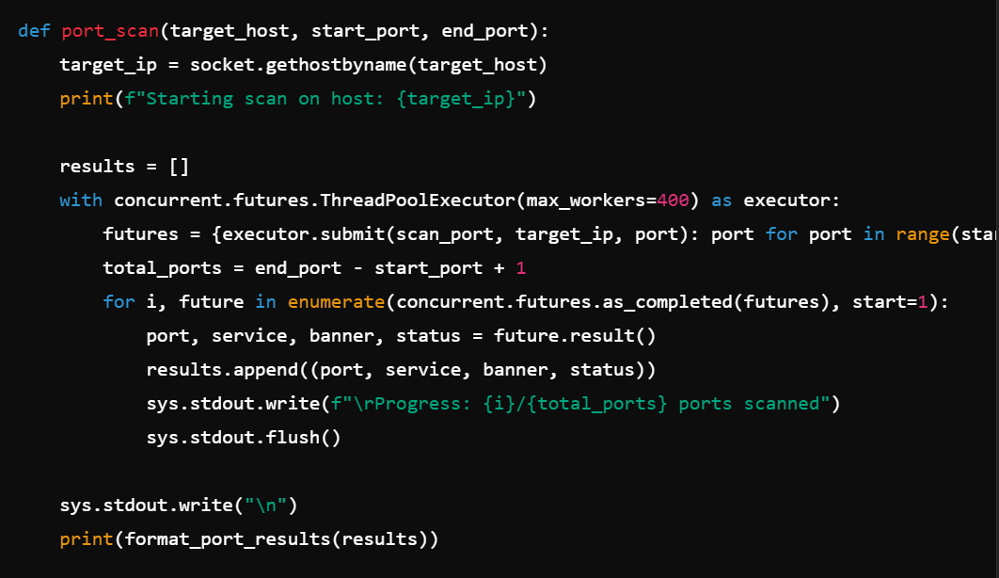 def port_scan(target_host, start_port, end_port):
    target_ip = socket.gethostbyname(target_host)
    print(f"Starting scan on host: {target_ip}")

    results = []
    with concurrent.futures.ThreadPoolExecutor(max_workers=400) as executor:
        futures = {executor.submit(scan_port, target_ip, port): port for port in range(sta
        total_ports = end_port - start_port + 1
        for i, future in enumerate(concurrent.futures.as_completed(futures), start=1):
            port, service, banner, status = future.result()
            results.append((port, service, banner, status))
            sys.stdout.write(f"\rProgress: {i}/{total_ports} ports scanned")
            sys.stdout.flush()

    sys.stdout.write("\n")
    print(format_port_results(results))